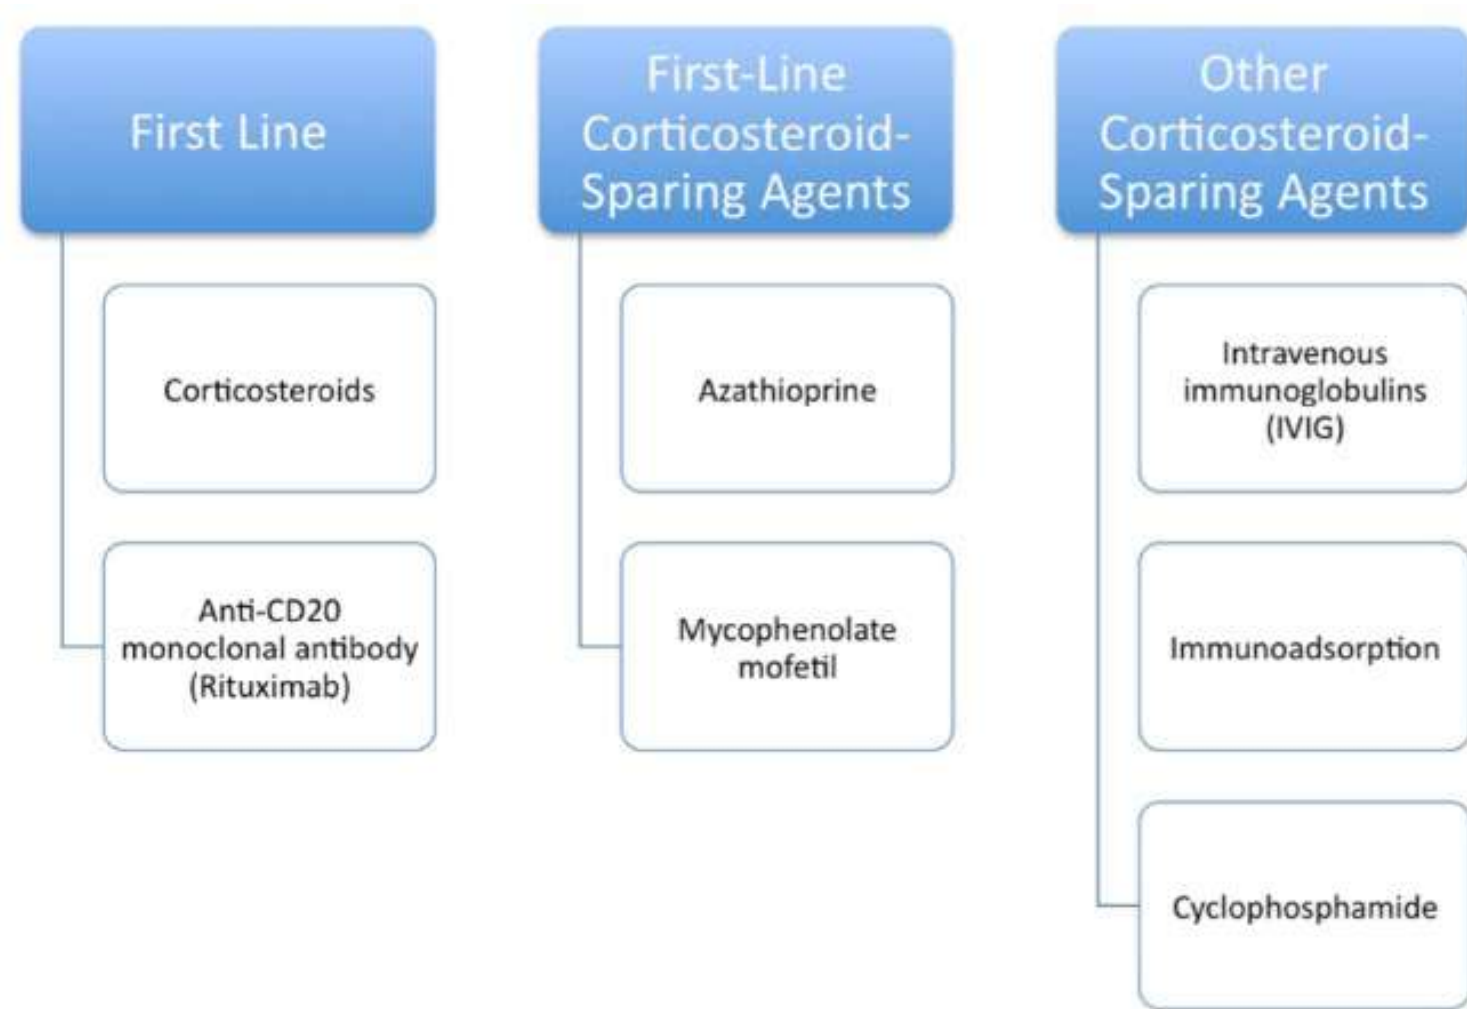 First Line
Corticosteroids
Anti-CD20
monoclonal antibody
(Rituximab)
First-Line
Corticosteroid-
Sparing Agents
Azathioprine
Mycophenolate
mofetil
Other
Corticosteroid-
Sparing Agents
Intravenous
immunoglobulins
(IVIG)
Immunoadsorption
Cyclophosphamide